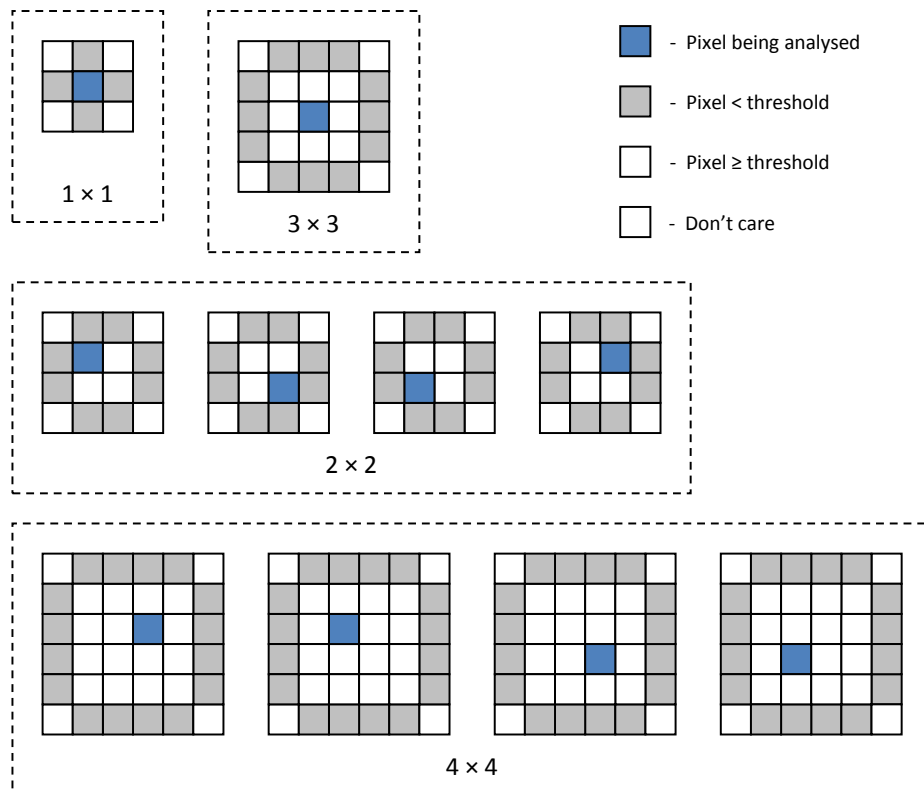 - Pixel being analysed
- Pixel < threshold
- Pixel ≥ threshold
- Don't care
1 × 1
3 × 3
2 × 2
4 × 4